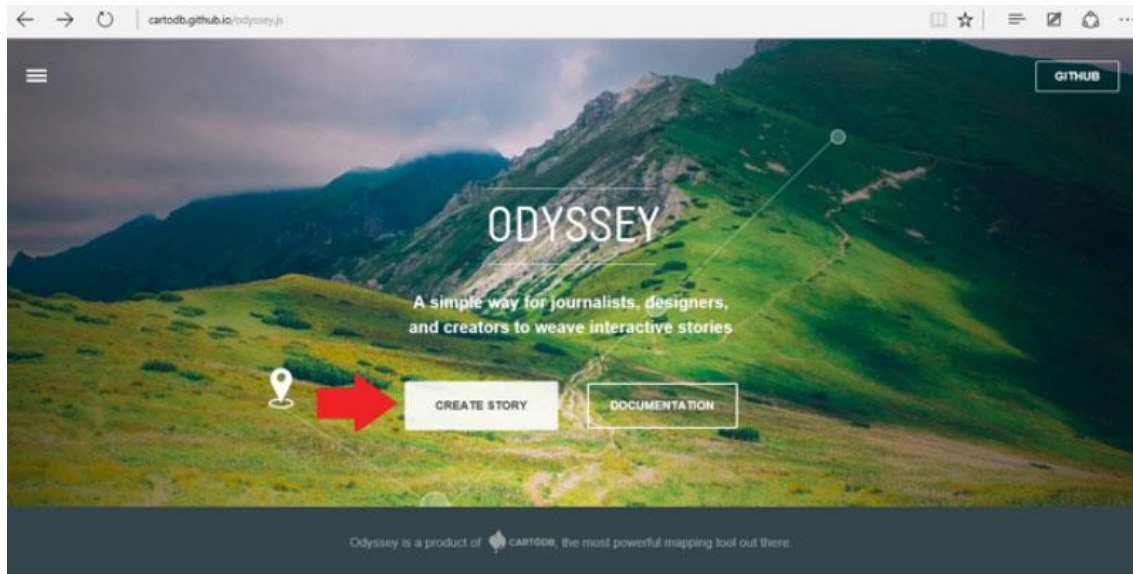 cartodb.github.io/odyssey.js
GITHUB
ODYSSEY
A simple way for journalists, designers,
and creators to weave interactive stories
CREATE STORY
DOCUMENTATION
Odyssey is a product of CARTODB, the most powerful mapping tool out there.